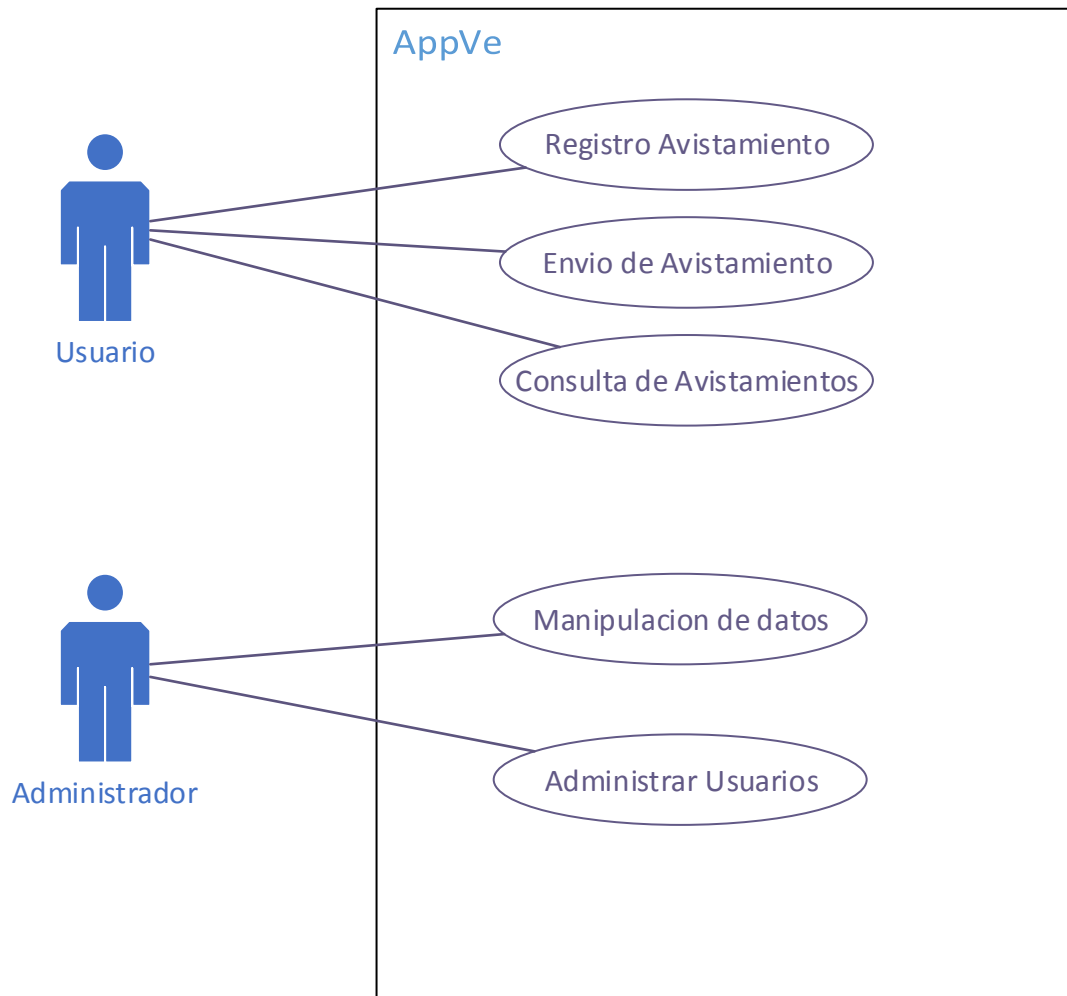 AppVe
Registro Avistamiento
Envio de Avistamiento
Usuario
Consulta de Avistamientos
Manipulacion de datos
Administrador
Administrar Usuarios